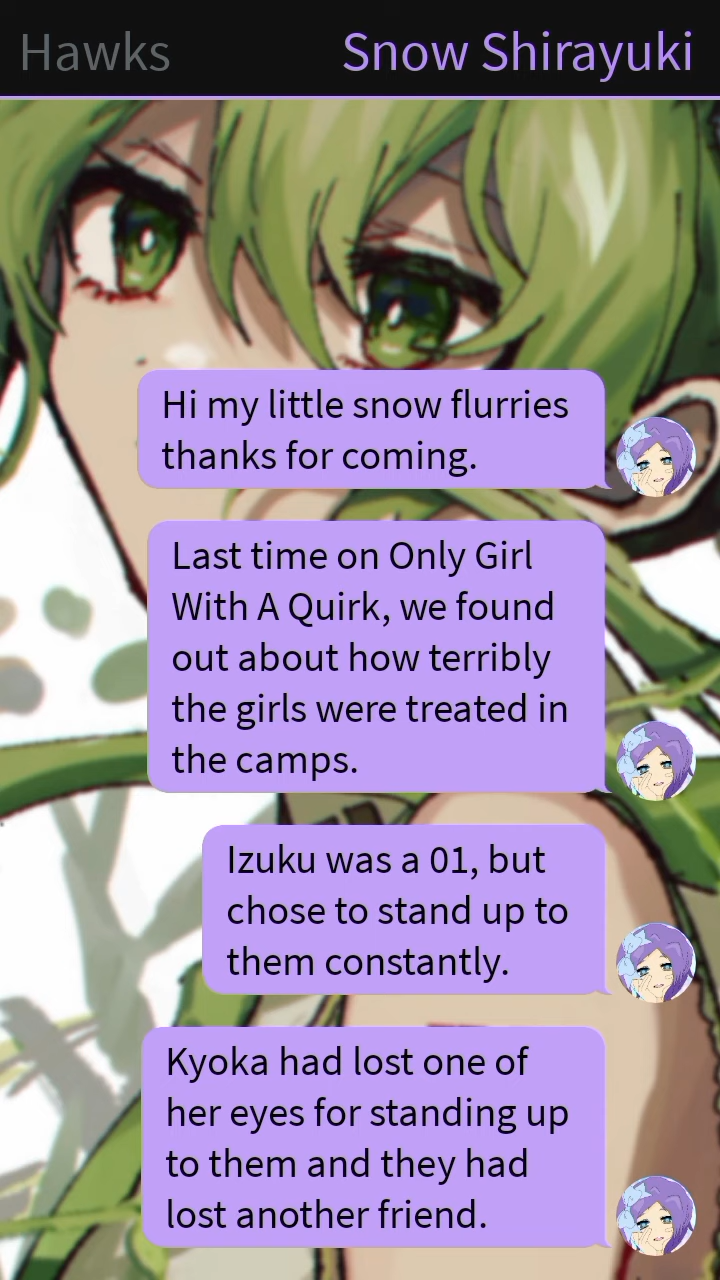 Hawks
Snow Shirayuki
Hi my little snow flurries
thanks for coming.
Last time on Only Girl
With A Quirk, we found
out about how terribly
the girls were treated in
the camps.
Izuku was a 01, but
chose to stand up to
them constantly.
Kyoka had lost one of
her eyes for standing up
to them and they had
lost another friend.